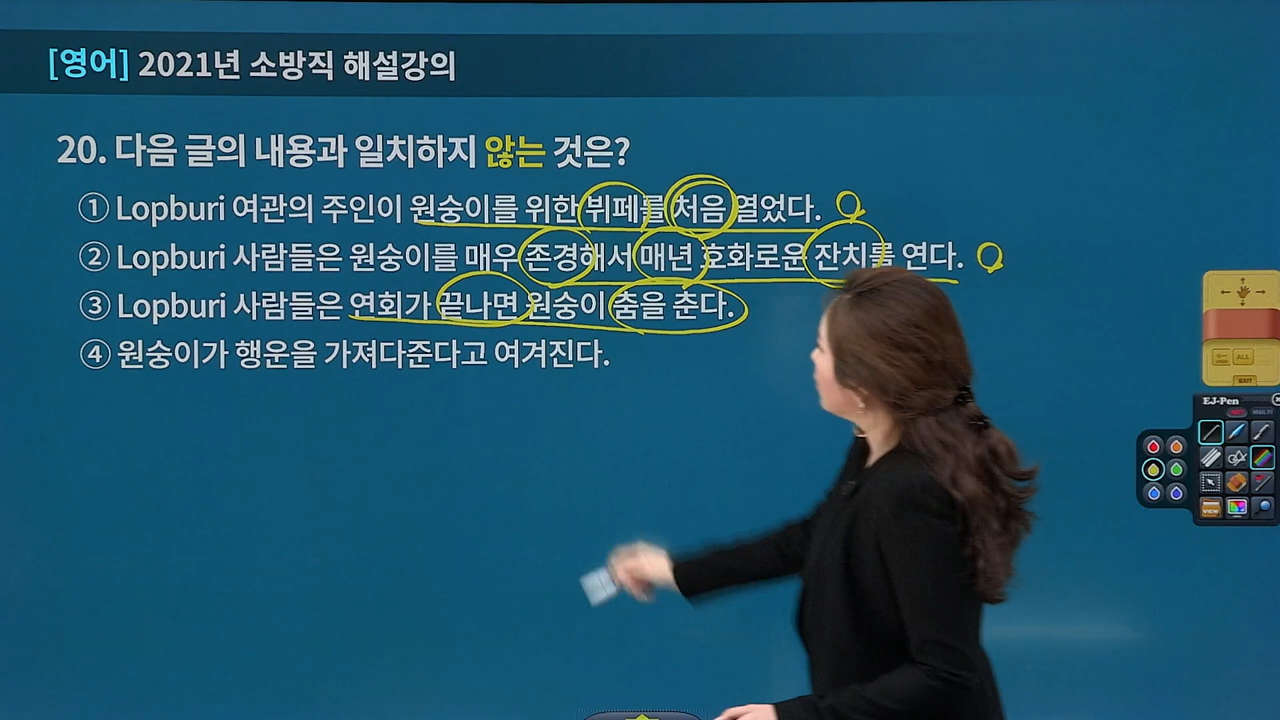 [영어] 2021년 소방직 해설강의
20. 다음 글의 내용과 일치하지 않는 것은?
① Lopburi 여관의 주인이 원숭이를 위한 뷔페를 처음 열었다.
② Lopburi 사람들은 원숭이를 매우 존경해서 매년 호화로운 잔치를 연다.
③ Lopburi 사람들은 연회가 끝나면 원숭이 춤을 춘다.
④ 원숭이가 행운을 가져다준다고 여겨진다.
ALL
EXIT
EJ-Pen
MULTI
VIEW